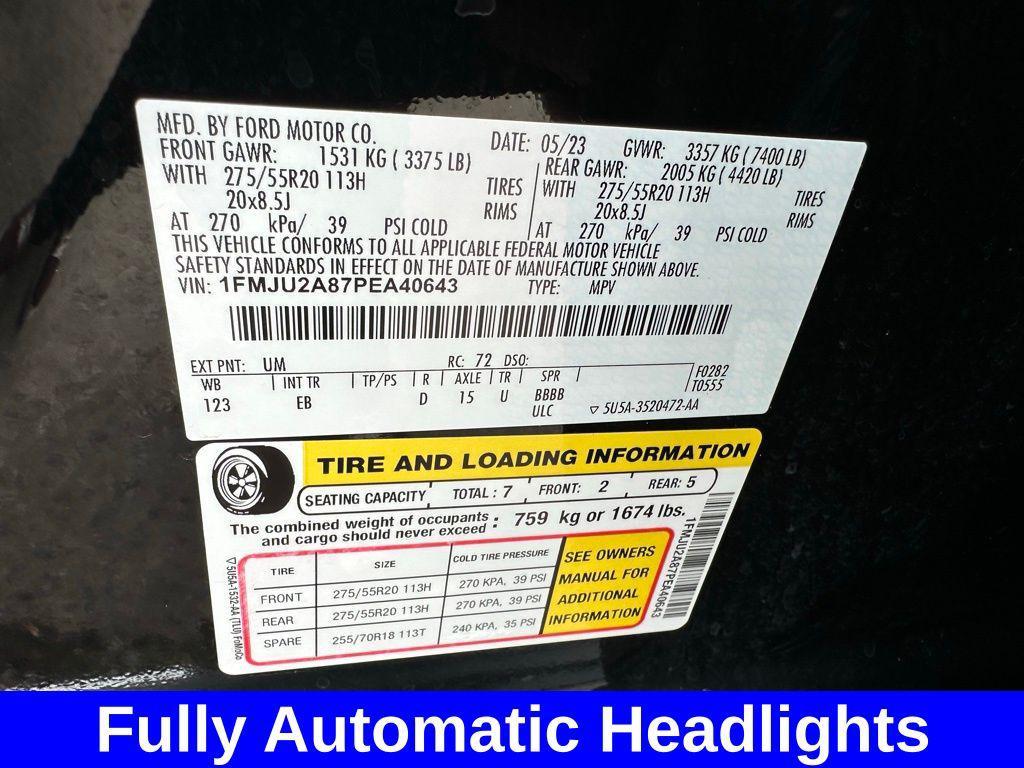 MFD. BY FORD MOTOR CO. DATE: 05/23 GVWR: 3357 KG ( 7400 LB)
FRONT GAWR: 1531 KG ( 3375 LB) REAR GAWR: 2005 KG ( 4420 LB)
WITH 275/55R20 113H TIRES WITH 275/55R20 113H TIRES
20x8.5J RIMS 20x8.5J RIMS
AT 270 kPa/ 39 PSI COLD AT 270 kPa/ 39 PSI COLD
THIS VEHICLE CONFORMS TO ALL APPLICABLE FEDERAL MOTOR VEHICLE
SAFETY STANDARDS IN EFFECT ON THE DATE OF MANUFACTURE SHOWN ABOVE.
VIN: 1FMJU2A87PEA40643 TYPE: MPV
EXT PNT: UM RC: 72 DSO:
WB INT TR TP/PS R AXLE TR SPR F0282
123 EB D 15 U BBBB T0555
ULC ▽ 5U5A-3520472-AA
TIRE AND LOADING INFORMATION
SEATING CAPACITY TOTAL : 7 FRONT: 2 REAR: 5
The combined weight of occupants and cargo should never exceed : 759 kg or 1674 lbs.
TIRE SIZE COLD TIRE PRESSURE
FRONT 275/55R20 113H 270 KPA, 39 PSI
REAR 275/55R20 113H 270 KPA, 39 PSI
SPARE 255/70R18 113T 240 KPA, 35 PSI
SEE OWNERS
MANUAL FOR
ADDITIONAL
INFORMATION
▽ 5U5A-1532-AA (TLU) FoMoCo
1FMJU2A87PEA40643
Fully Automatic Headlights